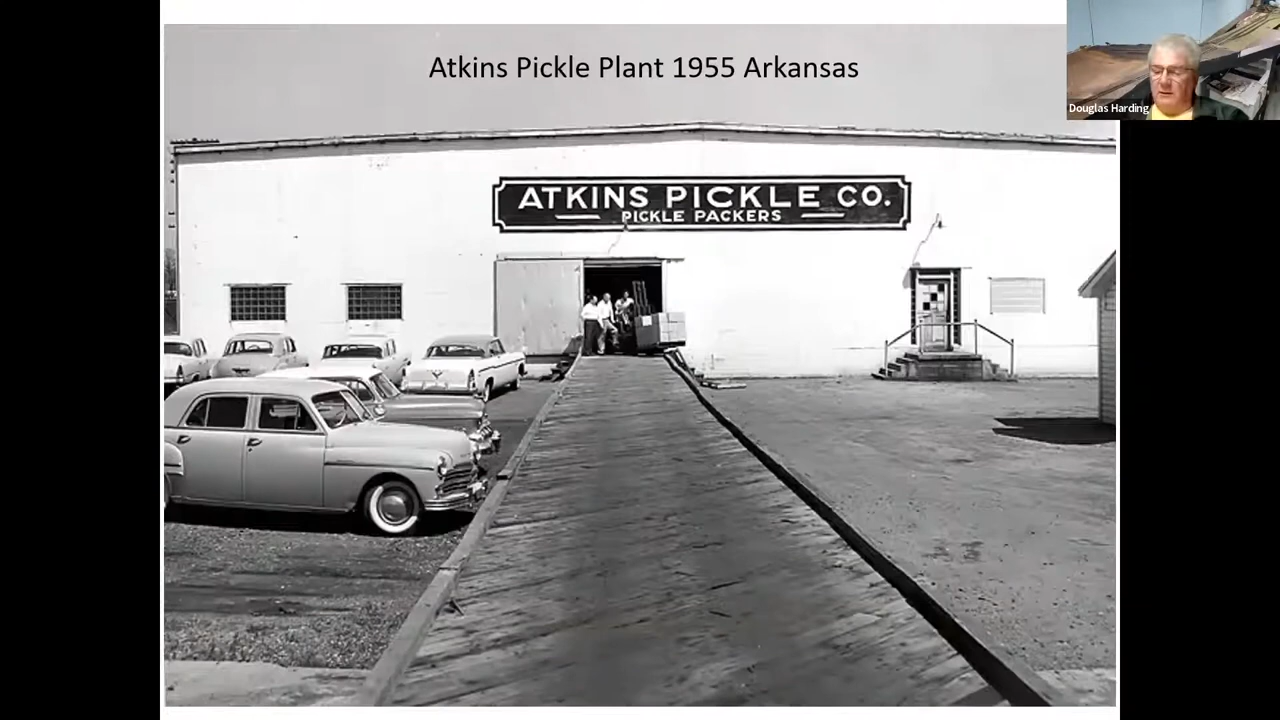 Atkins Pickle Plant 1955 Arkansas
Douglas Harding
ATKINS PICKLE CO.
PICKLE PACKERS